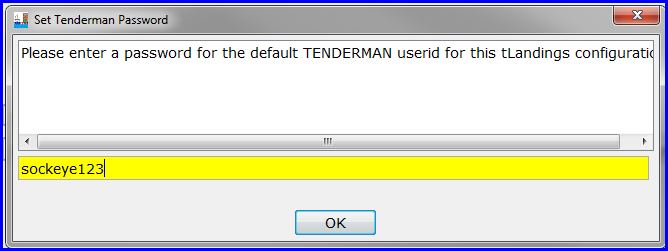 Set Tenderman Password
Please enter a password for the default TENDERMAN userid for this tLandings configuratio
sockeye123
OK